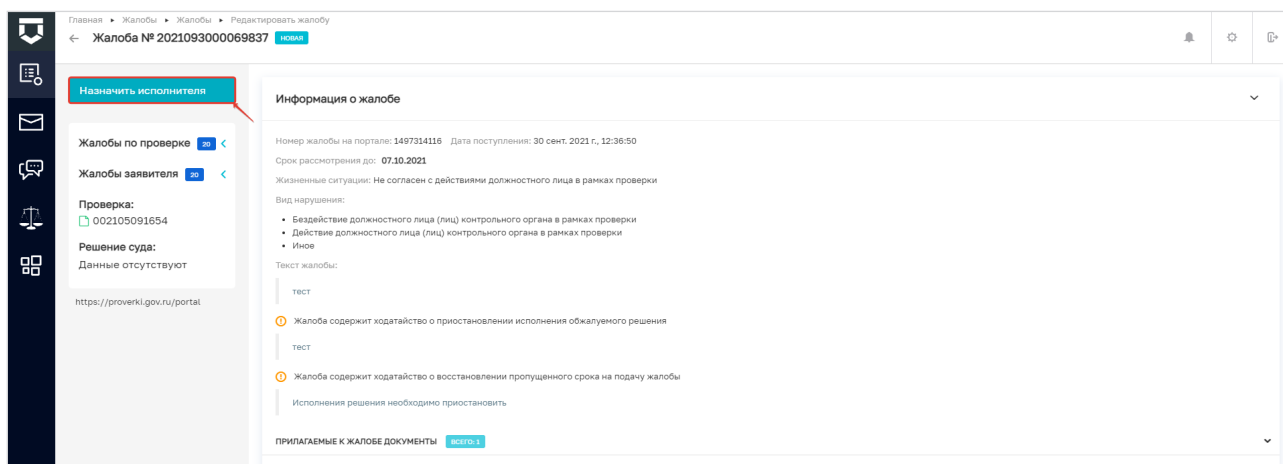 Главная ▸ Жалобы ▸ Жалобы ▸ Редактировать жалобу
← Жалоба № 2021093000069837 НОВАЯ
Назначить исполнителя
Жалобы по проверке 20
Жалобы заявителя 20
Проверка:
002105091654
Решение суда:
Данные отсутствуют
https://proverki.gov.ru/portal
Информация о жалобе
Номер жалобы на портале: 1497314116 Дата поступления: 30 сент. 2021 г., 12:36:50
Срок рассмотрения до: 07.10.2021
Жизненные ситуации: Не согласен с действиями должностного лица в рамках проверки
Вид нарушения:
• Бездействие должностного лица (лиц) контрольного органа в рамках проверки
• Действие должностного лица (лиц) контрольного органа в рамках проверки
• Иное
Текст жалобы:
тест
Жалоба содержит ходатайство о приостановлении исполнения обжалуемого решения
тест
Жалоба содержит ходатайство о восстановлении пропущенного срока на подачу жалобы
Исполнения решения необходимо приостановить
ПРИЛАГАЕМЫЕ К ЖАЛОБЕ ДОКУМЕНТЫ ВСЕГО: 1